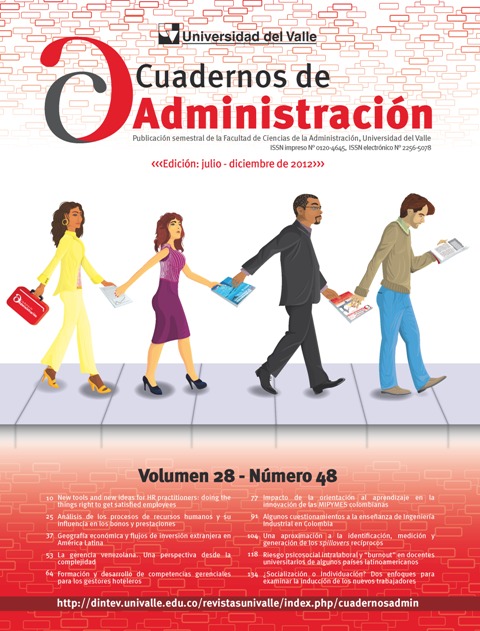 Universidad del Valle
Cuadernos de
Administración
Publicación semestral de la Facultad de Ciencias de la Administración, Universidad del Valle
ISSN impreso Nº 0120-4645, ISSN electrónico Nº 2256-5078
‹‹‹Edición: julio - diciembre de 2012›››
Volumen 28 - Número 48
10 New tools and new ideas for HR practitioners: doing the
things right to get satisfied employees
25 Análisis de los procesos de recursos humanos y su
influencia en los bonos y prestaciones
37 Geografía económica y flujos de inversión extranjera en
América Latina
53 La gerencia venezolana. Una perspectiva desde la
complejidad
64 Formación y desarrollo de competencias gerenciales
para los gestores hoteleros
77 Impacto de la orientación al aprendizaje en la
innovación de las MIPYMES colombianas
91 Algunos cuestionamientos a la enseñanza de Ingeniería
Industrial en Colombia
104 Una aproximación a la identificación, medición y
generación de los spillovers recíprocos
118 Riesgo psicosocial intralaboral y "burnout" en docentes
universitarios de algunos países latinoamericanos
134 ¿Socialización o Individuación? Dos enfoques para
examinar la inducción de los nuevos trabajadores
http://dintev.univalle.edu.co/revistasunivalle/index.php/cuadernosadmin